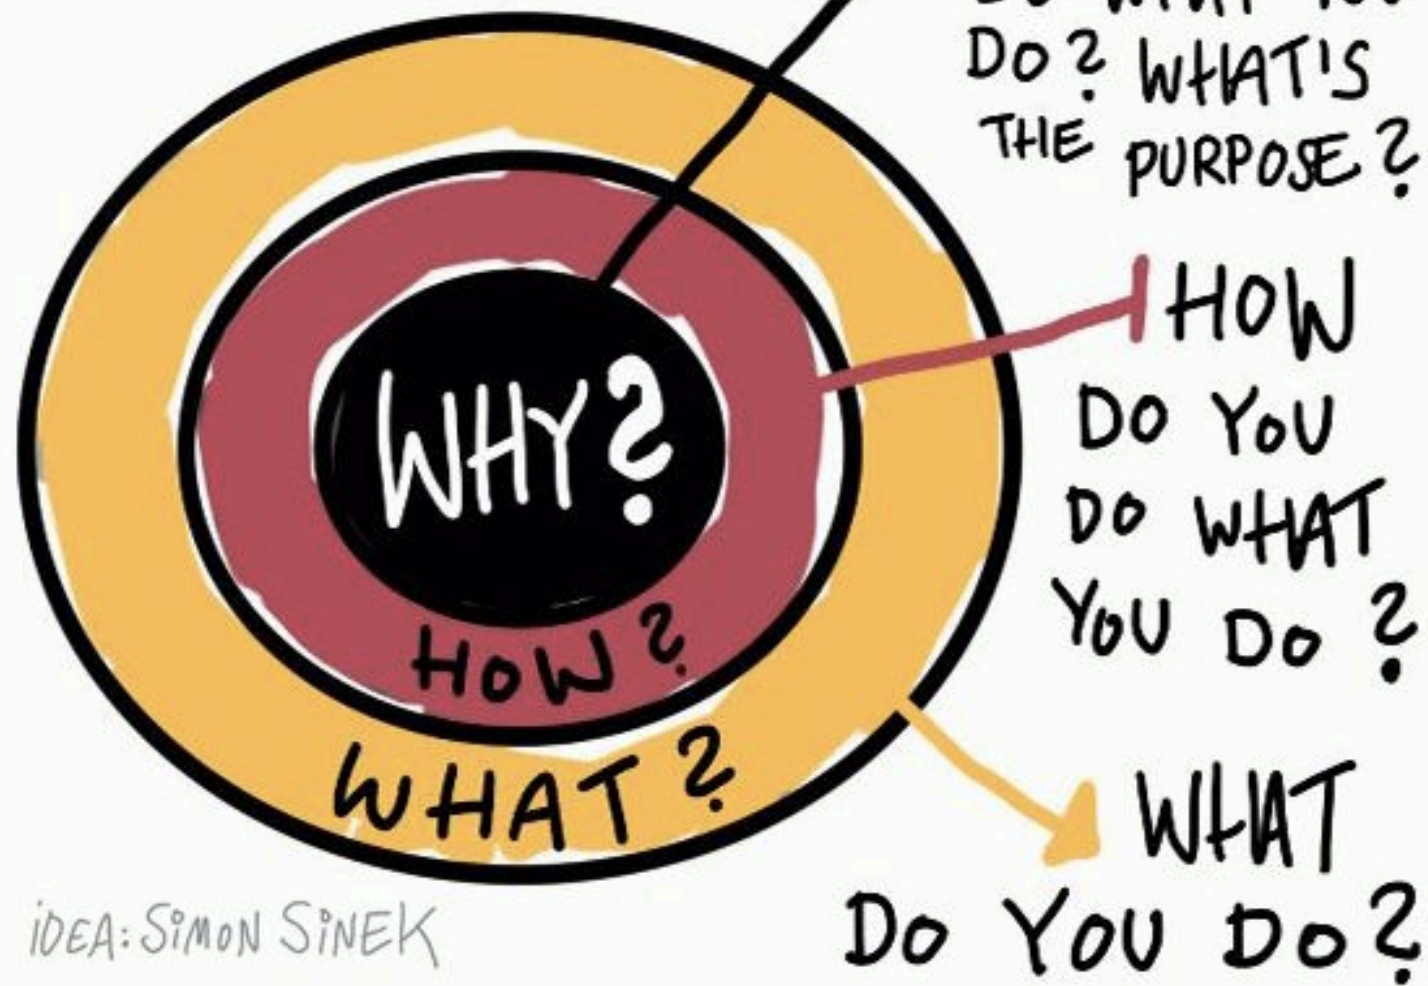 DO? WHAT'S
THE PURPOSE?
HOW
DO YOU
DO WHAT
YOU DO?
WHY?
HOW?
WHAT?
WHAT
DO YOU DO?
iDEA: SiMON SiNEK